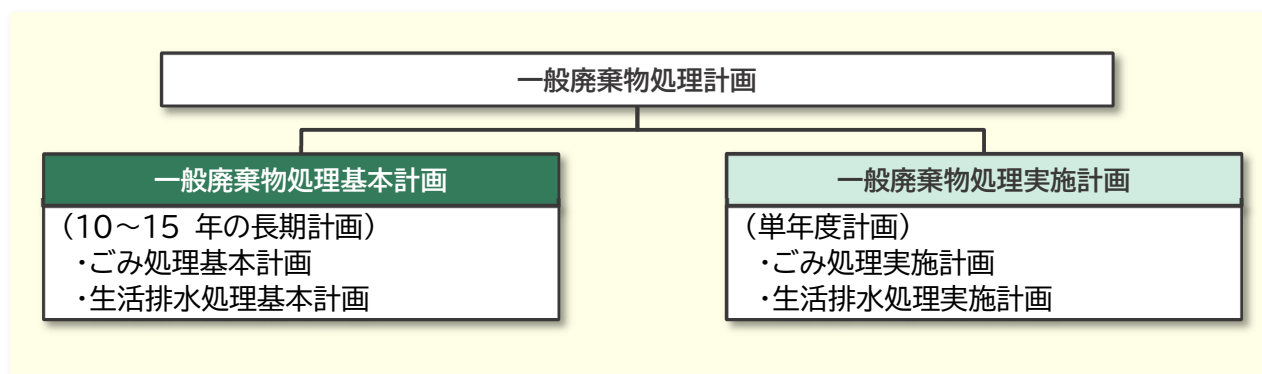 一般廃棄物処理計画
一般廃棄物処理基本計画
(10～15 年の長期計画)
・ごみ処理基本計画
・生活排水処理基本計画
一般廃棄物処理実施計画
(単年度計画)
・ごみ処理実施計画
・生活排水処理実施計画